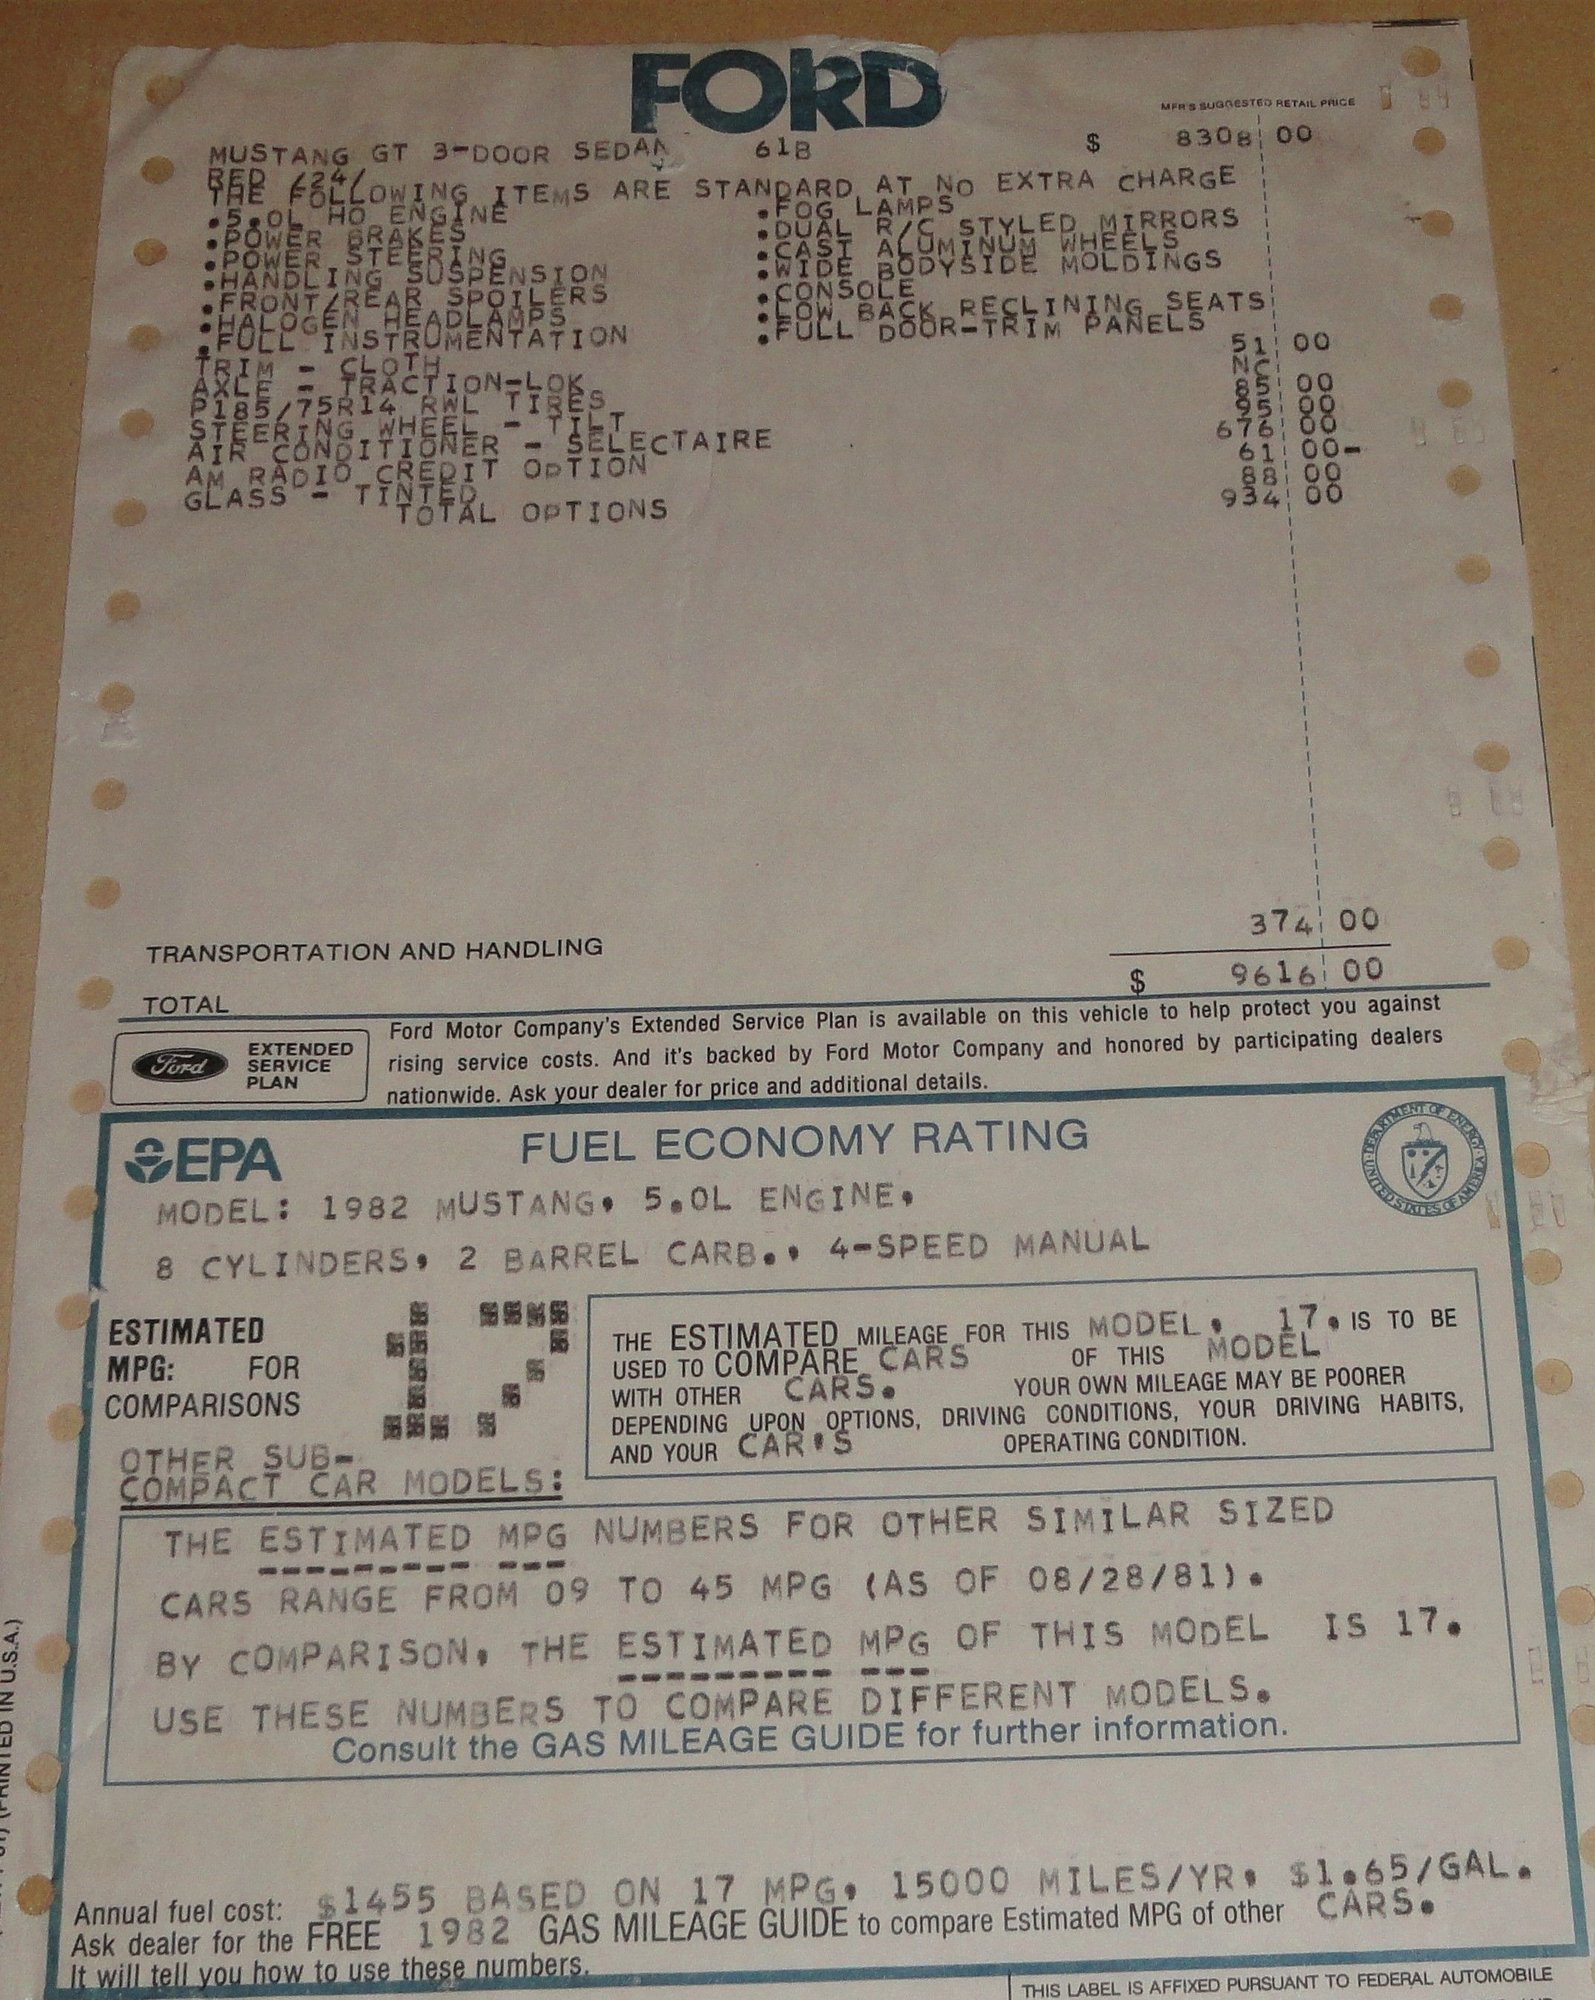 FORD
MFR'S SUGGESTED RETAIL PRICE
MUSTANG GT 3-DOOR SEDAN 61B $ 8308 00
RED /24/
THE FOLLOWING ITEMS ARE STANDARD AT NO EXTRA CHARGE
.5.0L HO ENGINE .FOG LAMPS
.POWER BRAKES .DUAL R/C STYLED MIRRORS
.POWER STEERING .CAST ALUMINUM WHEELS
.HANDLING SUSPENSION .WIDE BODYSIDE MOLDINGS
.FRONT/REAR SPOILERS .CONSOLE
.HALOGEN HEADLAMPS .LOW BACK RECLINING SEATS
.FULL INSTRUMENTATION .FULL DOOR-TRIM PANELS
TRIM - CLOTH 51 00
AXLE - TRACTION-LOK NC
P185/75R14 RWL TIRES 85 00
STEERING WHEEL - TILT 95 00
AIR CONDITIONER - SELECTAIRE 676 00
AM RADIO CREDIT OPTION 61 00-
GLASS - TINTED 88 00
TOTAL OPTIONS 934 00
TRANSPORTATION AND HANDLING 374 00
TOTAL $ 9616 00
Ford EXTENDED
SERVICE
PLAN
Ford Motor Company's Extended Service Plan is available on this vehicle to help protect you against
rising service costs. And it's backed by Ford Motor Company and honored by participating dealers
nationwide. Ask your dealer for price and additional details.
EPA FUEL ECONOMY RATING
DEPARTMENT OF ENERGY
UNITED STATES OF AMERICA
MODEL: 1982 MUSTANG, 5.0L ENGINE,
8 CYLINDERS, 2 BARREL CARB., 4-SPEED MANUAL
ESTIMATED
MPG: FOR
COMPARISONS
17
THE ESTIMATED MILEAGE FOR THIS MODEL, 17, IS TO BE
USED TO COMPARE CARS OF THIS MODEL
WITH OTHER CARS. YOUR OWN MILEAGE MAY BE POORER
DEPENDING UPON OPTIONS, DRIVING CONDITIONS, YOUR DRIVING HABITS,
AND YOUR CAR'S OPERATING CONDITION.
OTHER SUB-
COMPACT CAR MODELS:
THE ESTIMATED MPG NUMBERS FOR OTHER SIMILAR SIZED
CARS RANGE FROM 09 TO 45 MPG (AS OF 08/28/81).
BY COMPARISON, THE ESTIMATED MPG OF THIS MODEL IS 17.
USE THESE NUMBERS TO COMPARE DIFFERENT MODELS.
Consult the GAS MILEAGE GUIDE for further information.
Annual fuel cost: $1455 BASED ON 17 MPG, 15000 MILES/YR, $1.65/GAL.
Ask dealer for the FREE 1982 GAS MILEAGE GUIDE to compare Estimated MPG of other CARS.
It will tell you how to use these numbers.
THIS LABEL IS AFFIXED PURSUANT TO FEDERAL AUTOMOBILE
(PRINTED IN U.S.A.)